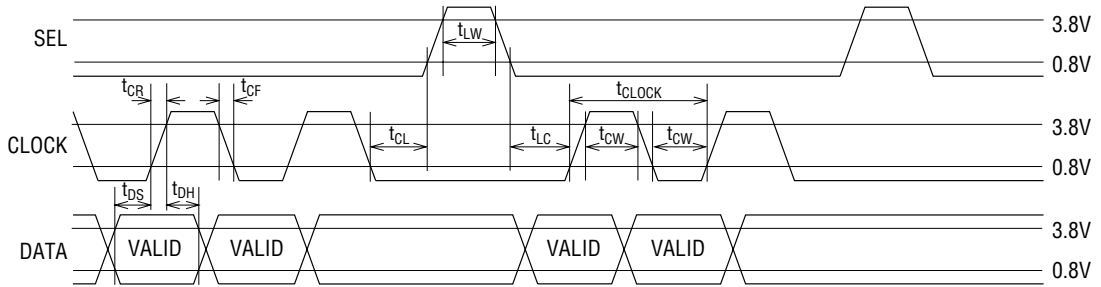 SEL
t_LW
3.8V
0.8V
t_CR
t_CF
t_CLOCK
CLOCK
t_CL
t_LC
t_CW
t_CW
3.8V
0.8V
t_DS
t_DH
DATA
VALID
VALID
VALID
VALID
3.8V
0.8V